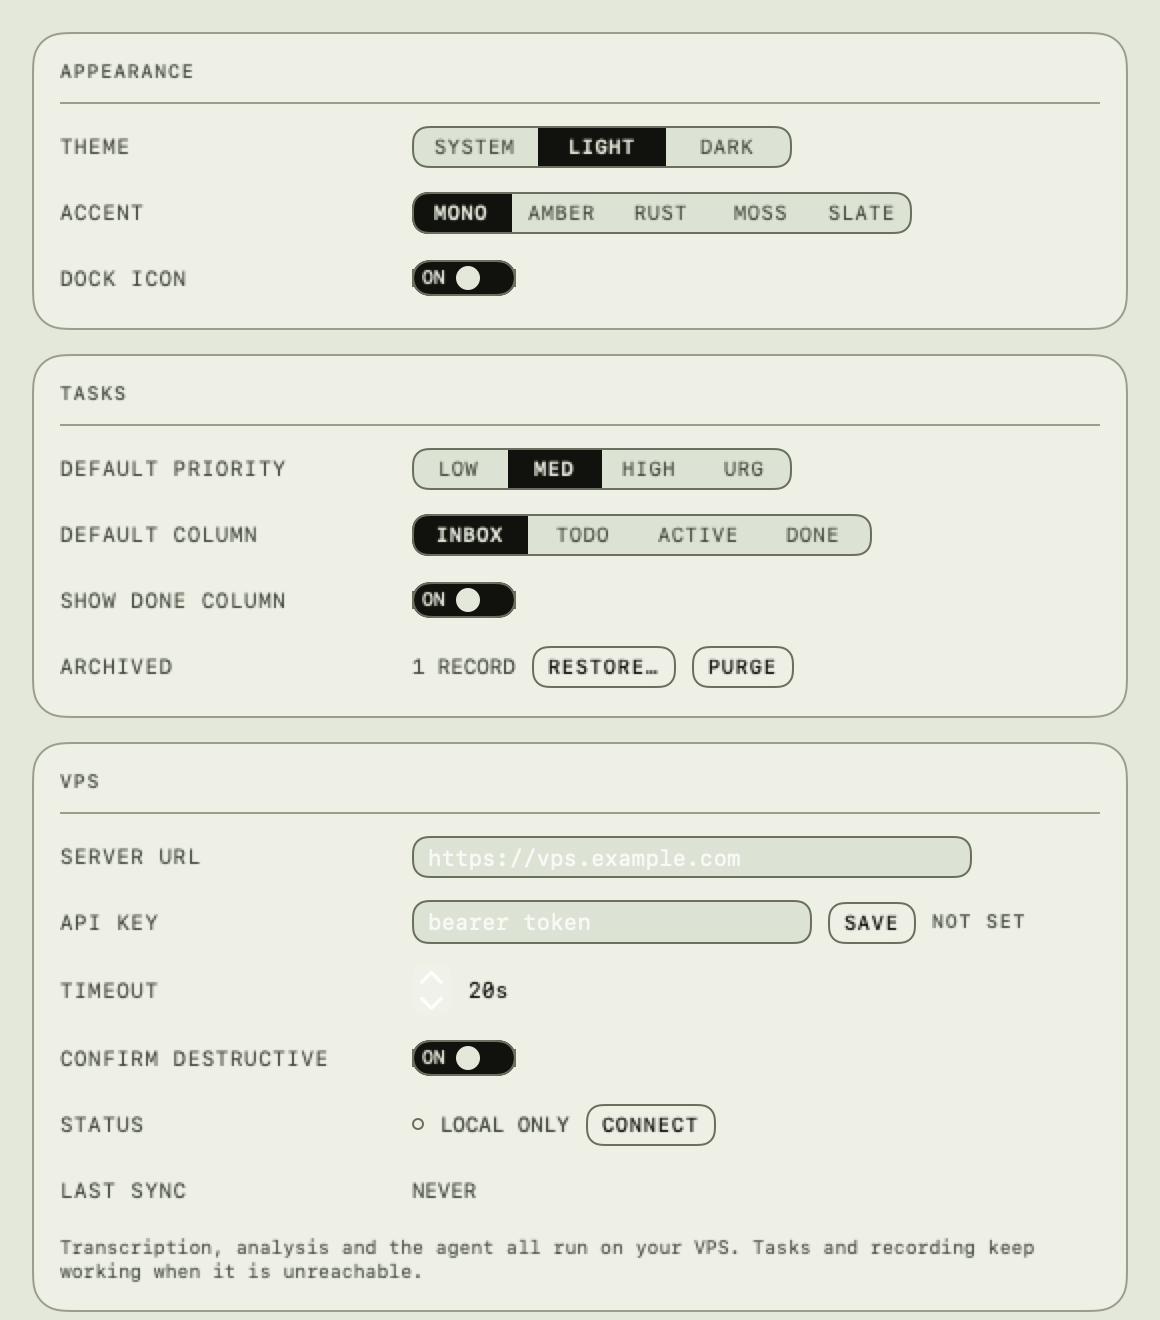 APPEARANCE
THEME SYSTEM LIGHT DARK
ACCENT MONO AMBER RUST MOSS SLATE
DOCK ICON ON
TASKS
DEFAULT PRIORITY LOW MED HIGH URG
DEFAULT COLUMN INBOX TODO ACTIVE DONE
SHOW DONE COLUMN ON
ARCHIVED 1 RECORD RESTORE… PURGE
VPS
SERVER URL https://vps.example.com
API KEY bearer token SAVE NOT SET
TIMEOUT 20s
CONFIRM DESTRUCTIVE ON
STATUS LOCAL ONLY CONNECT
LAST SYNC NEVER
Transcription, analysis and the agent all run on your VPS. Tasks and recording keep
working when it is unreachable.